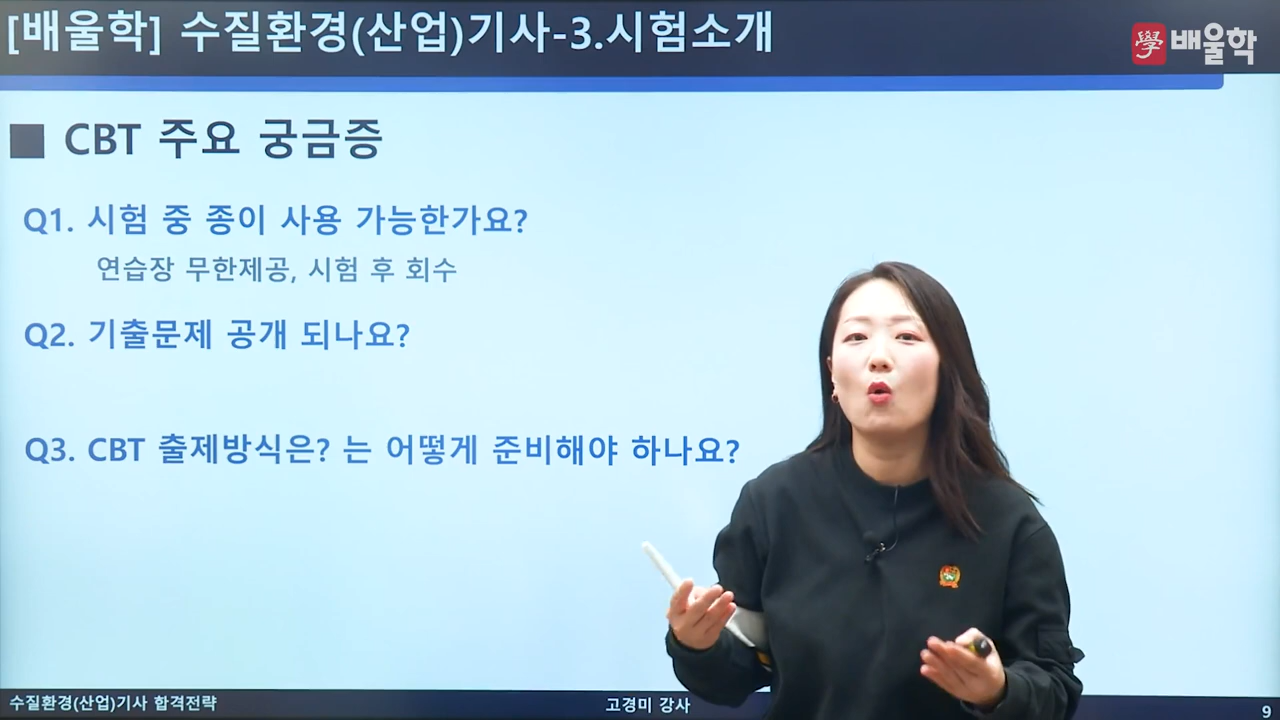 [배울학] 수질환경(산업)기사-3.시험소개
學 배울학
■ CBT 주요 궁금증
Q1. 시험 중 종이 사용 가능한가요?
연습장 무한제공, 시험 후 회수
Q2. 기출문제 공개 되나요?
Q3. CBT 출제방식은? 는 어떻게 준비해야 하나요?
수질환경(산업)기사 합격전략
고경미 강사
9